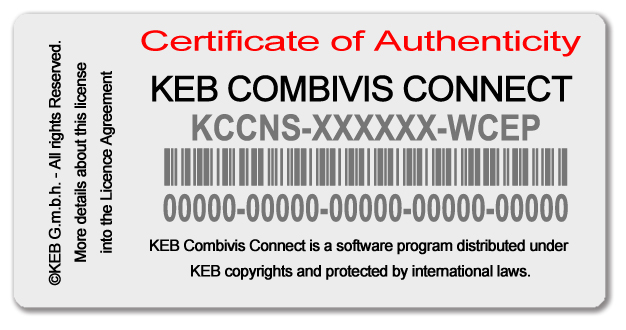 Certificate of Authenticity
KEB COMBIVIS CONNECT
KCCNS-XXXXXX-WCEP
00000-00000-00000-00000-00000
KEB Combivis Connect is a software program distributed under
KEB copyrights and protected by international laws.
©KEB G.m.b.h. - All rights Reserved.
More details about this license
into the Licence Agreement